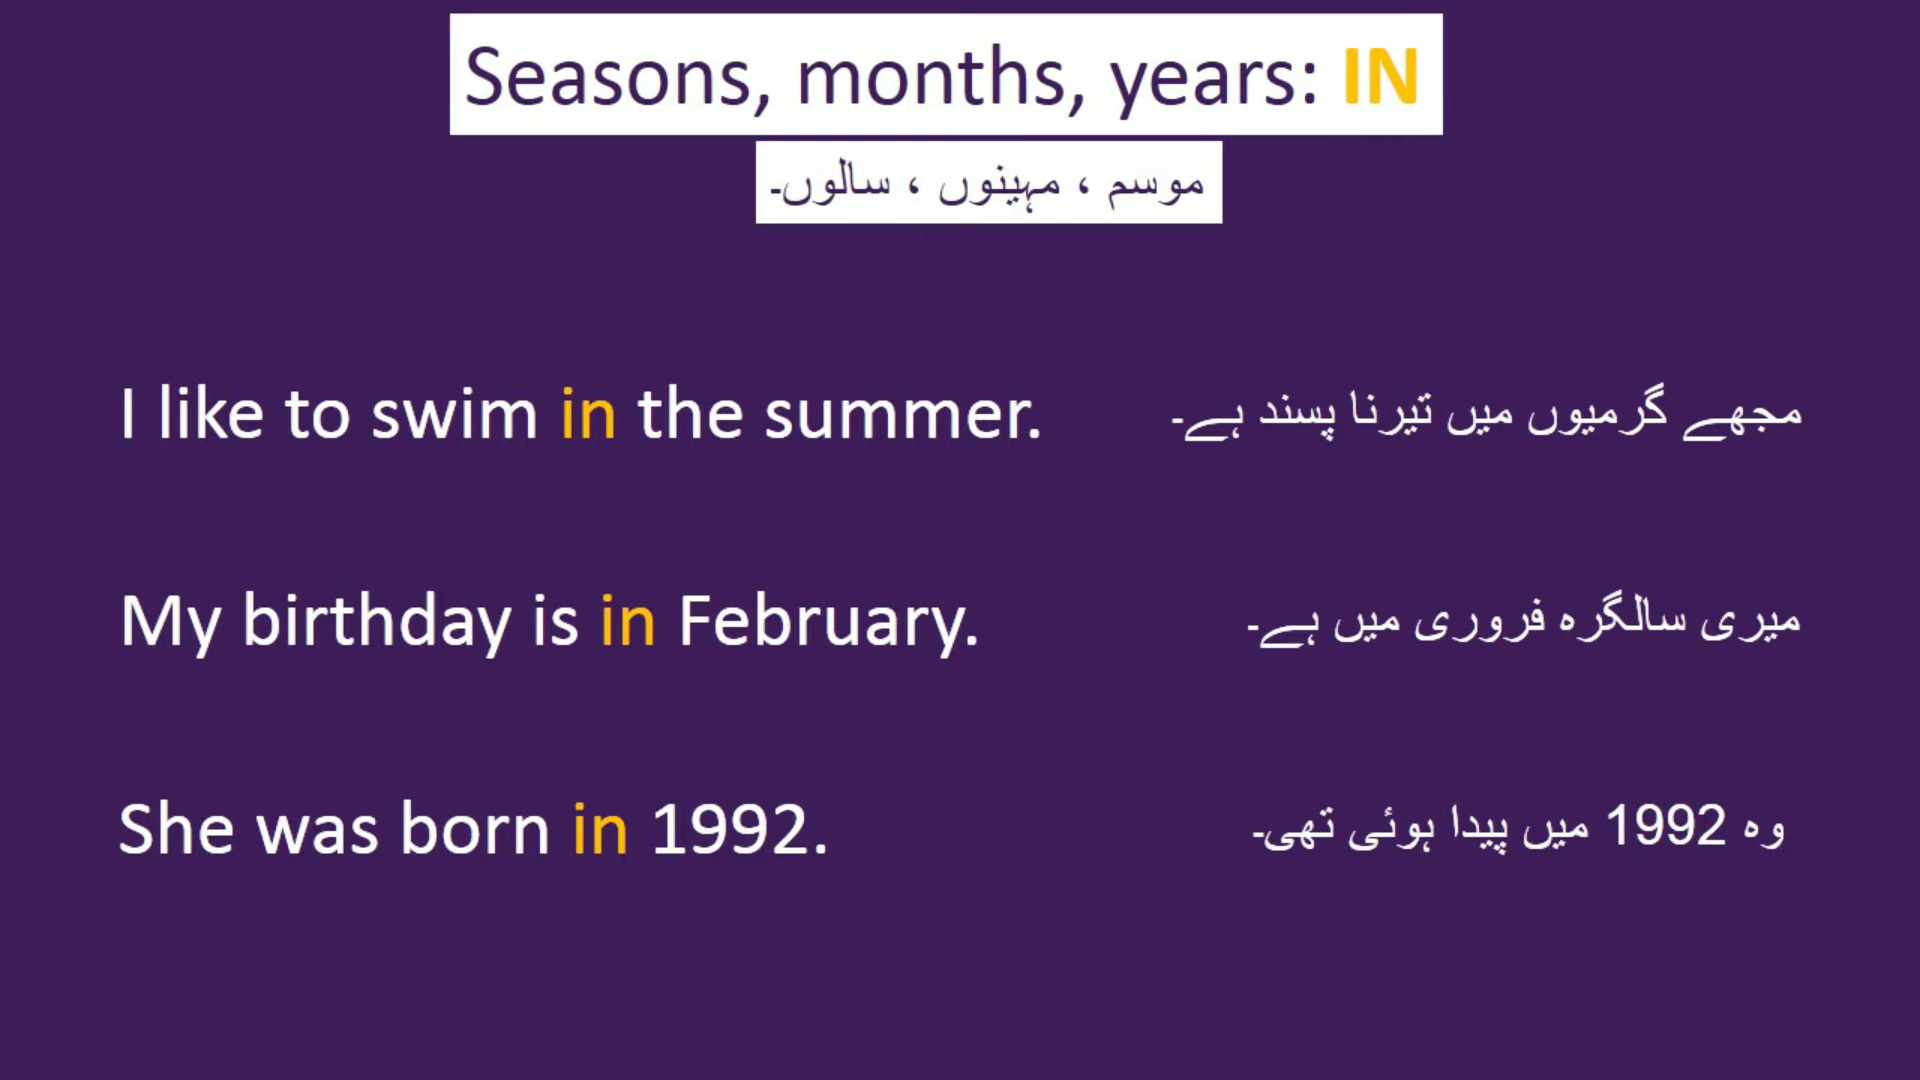 Seasons, months, years: IN
موسم ، مہینوں ، سالوں۔
I like to swim in the summer.
مجھے گرمیوں میں تیرنا پسند ہے۔
My birthday is in February.
میری سالگرہ فروری میں ہے۔
She was born in 1992.
وہ 1992 میں پیدا ہوئی تھی۔